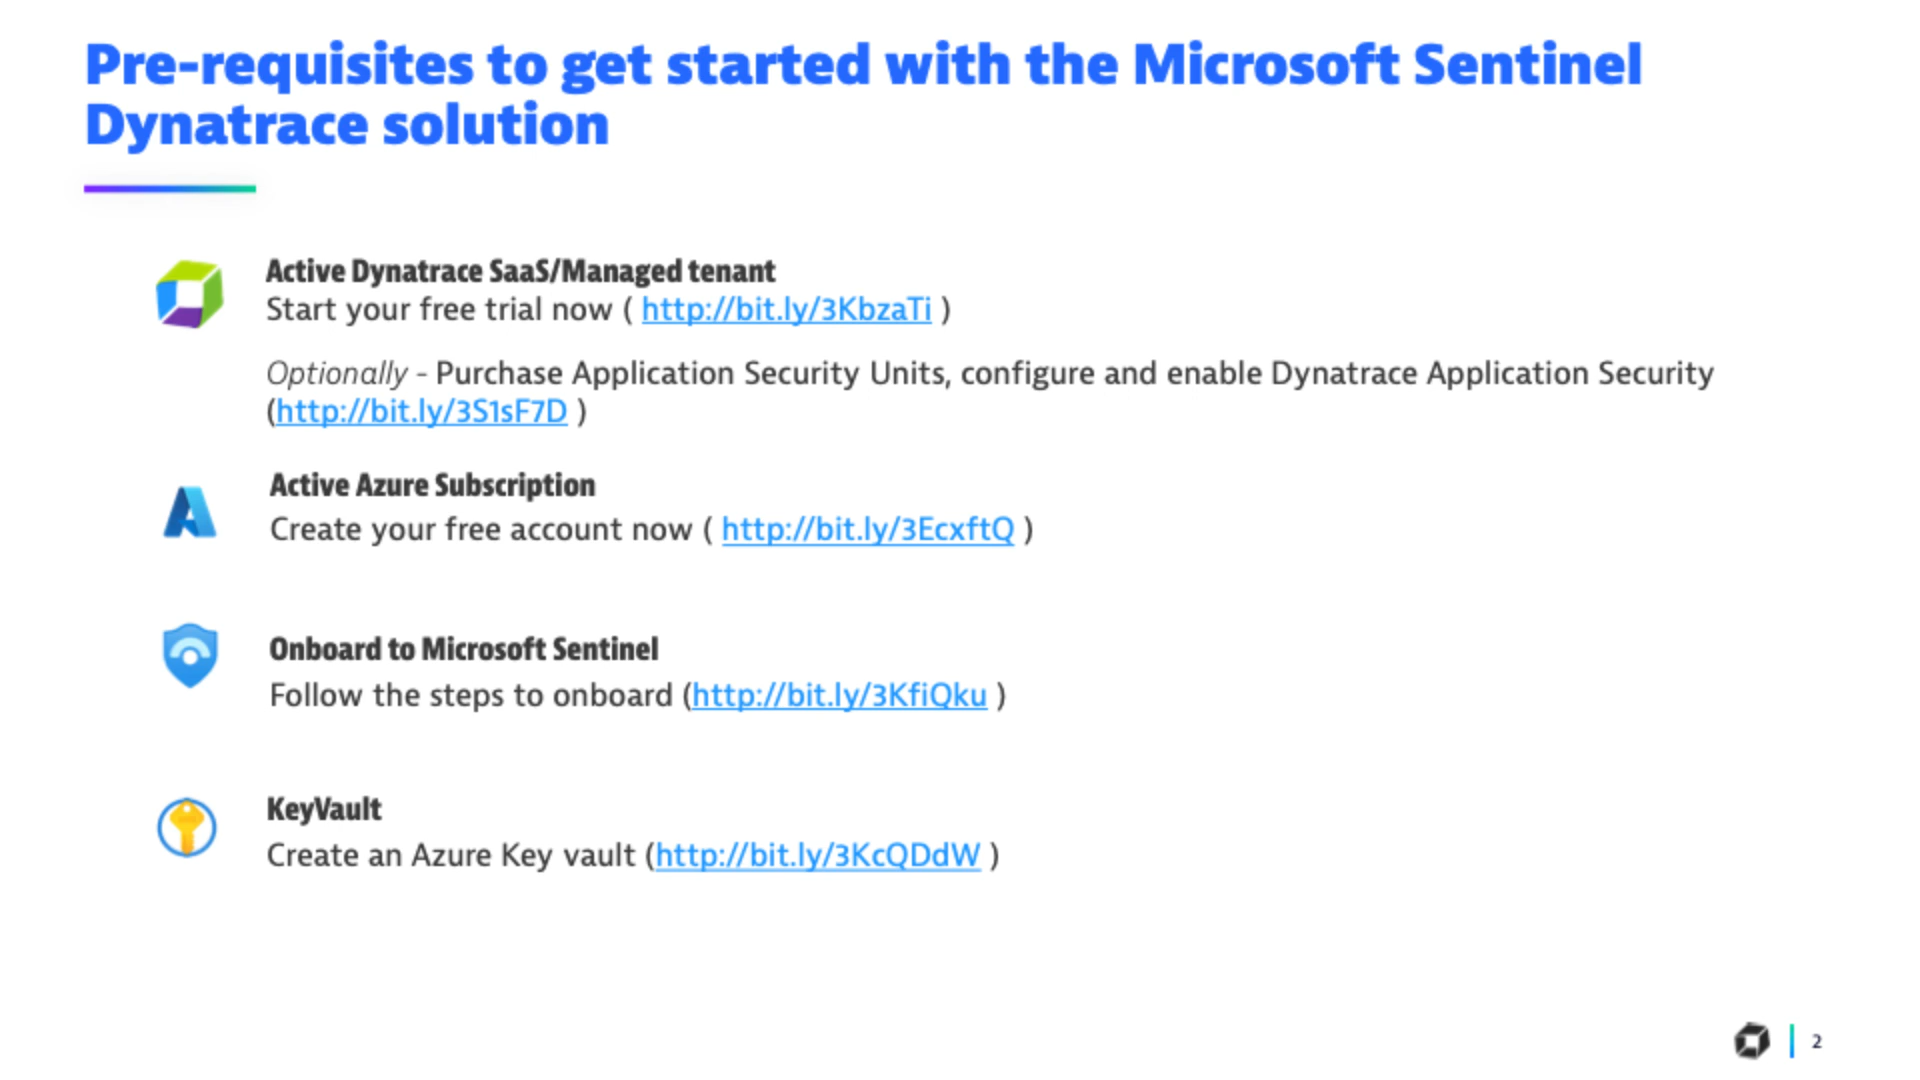 Pre-requisites to get started with the Microsoft Sentinel
Dynatrace solution
Active Dynatrace SaaS/Managed tenant
Start your free trial now ( http://bit.ly/3KbzaTi )
Optionally - Purchase Application Security Units, configure and enable Dynatrace Application Security
(http://bit.ly/3S1sF7D )
Active Azure Subscription
Create your free account now ( http://bit.ly/3EcxftQ )
Onboard to Microsoft Sentinel
Follow the steps to onboard (http://bit.ly/3KfiQku )
KeyVault
Create an Azure Key vault (http://bit.ly/3KcQDdW )
2